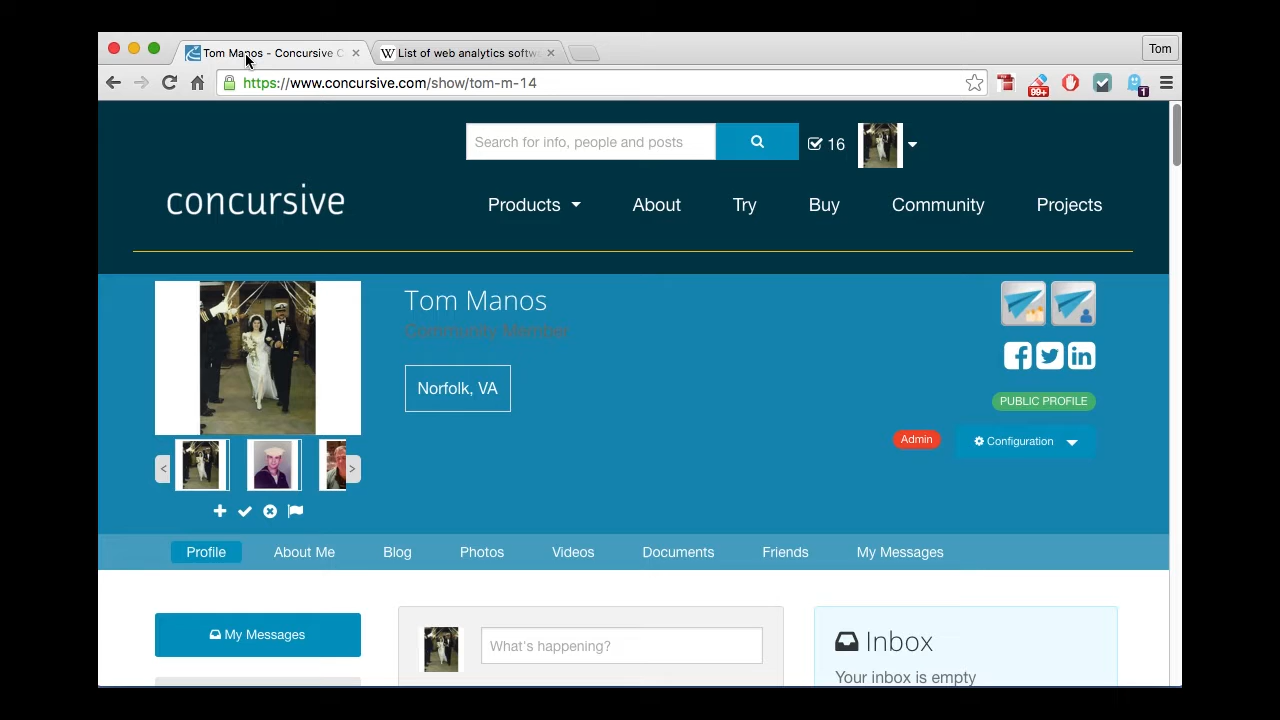 Tom Manos - Concursive C
List of web analytics softw
Tom
https://www.concursive.com/show/tom-m-14
99+
1
Search for info, people and posts
16
concursive
Products
About
Try
Buy
Community
Projects
Tom Manos
Community Member
Norfolk, VA
PUBLIC PROFILE
Admin
Configuration
Profile
About Me
Blog
Photos
Videos
Documents
Friends
My Messages
My Messages
What's happening?
Inbox
Your inbox is empty